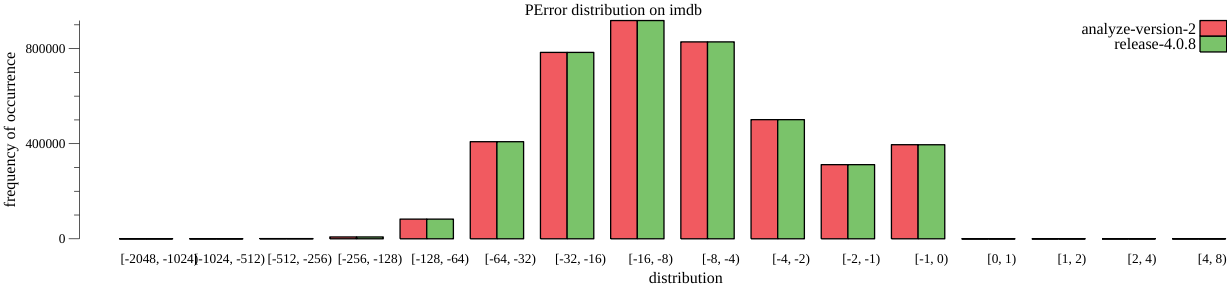 PError distribution on imdb
analyze-version-2
release-4.0.8
frequency of occurrence
800000
400000
0
[-2048, -1024) [-1024, -512) [-512, -256) [-256, -128) [-128, -64) [-64, -32) [-32, -16) [-16, -8) [-8, -4) [-4, -2) [-2, -1) [-1, 0) [0, 1) [1, 2) [2, 4) [4, 8)
distribution